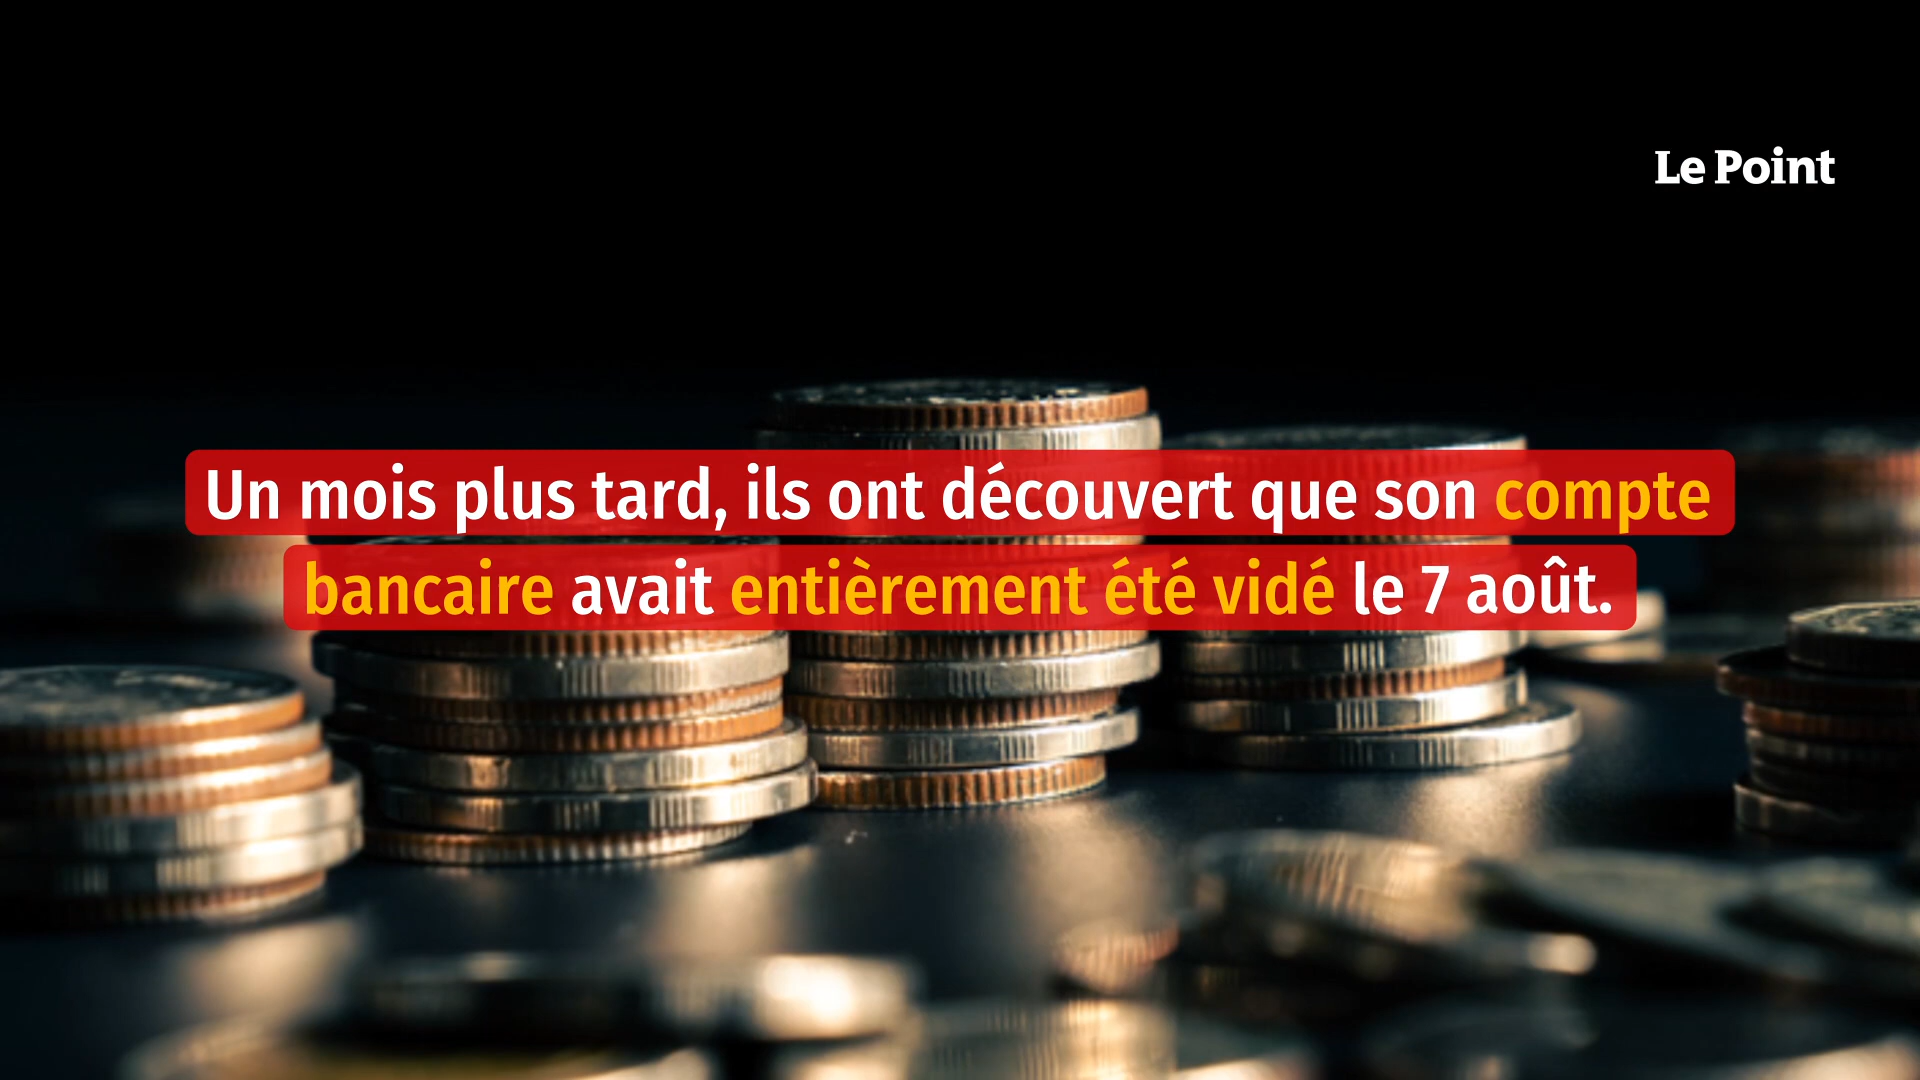 Le Point
Un mois plus tard, ils ont découvert que son compte
bancaire avait entièrement été vidé le 7 août.